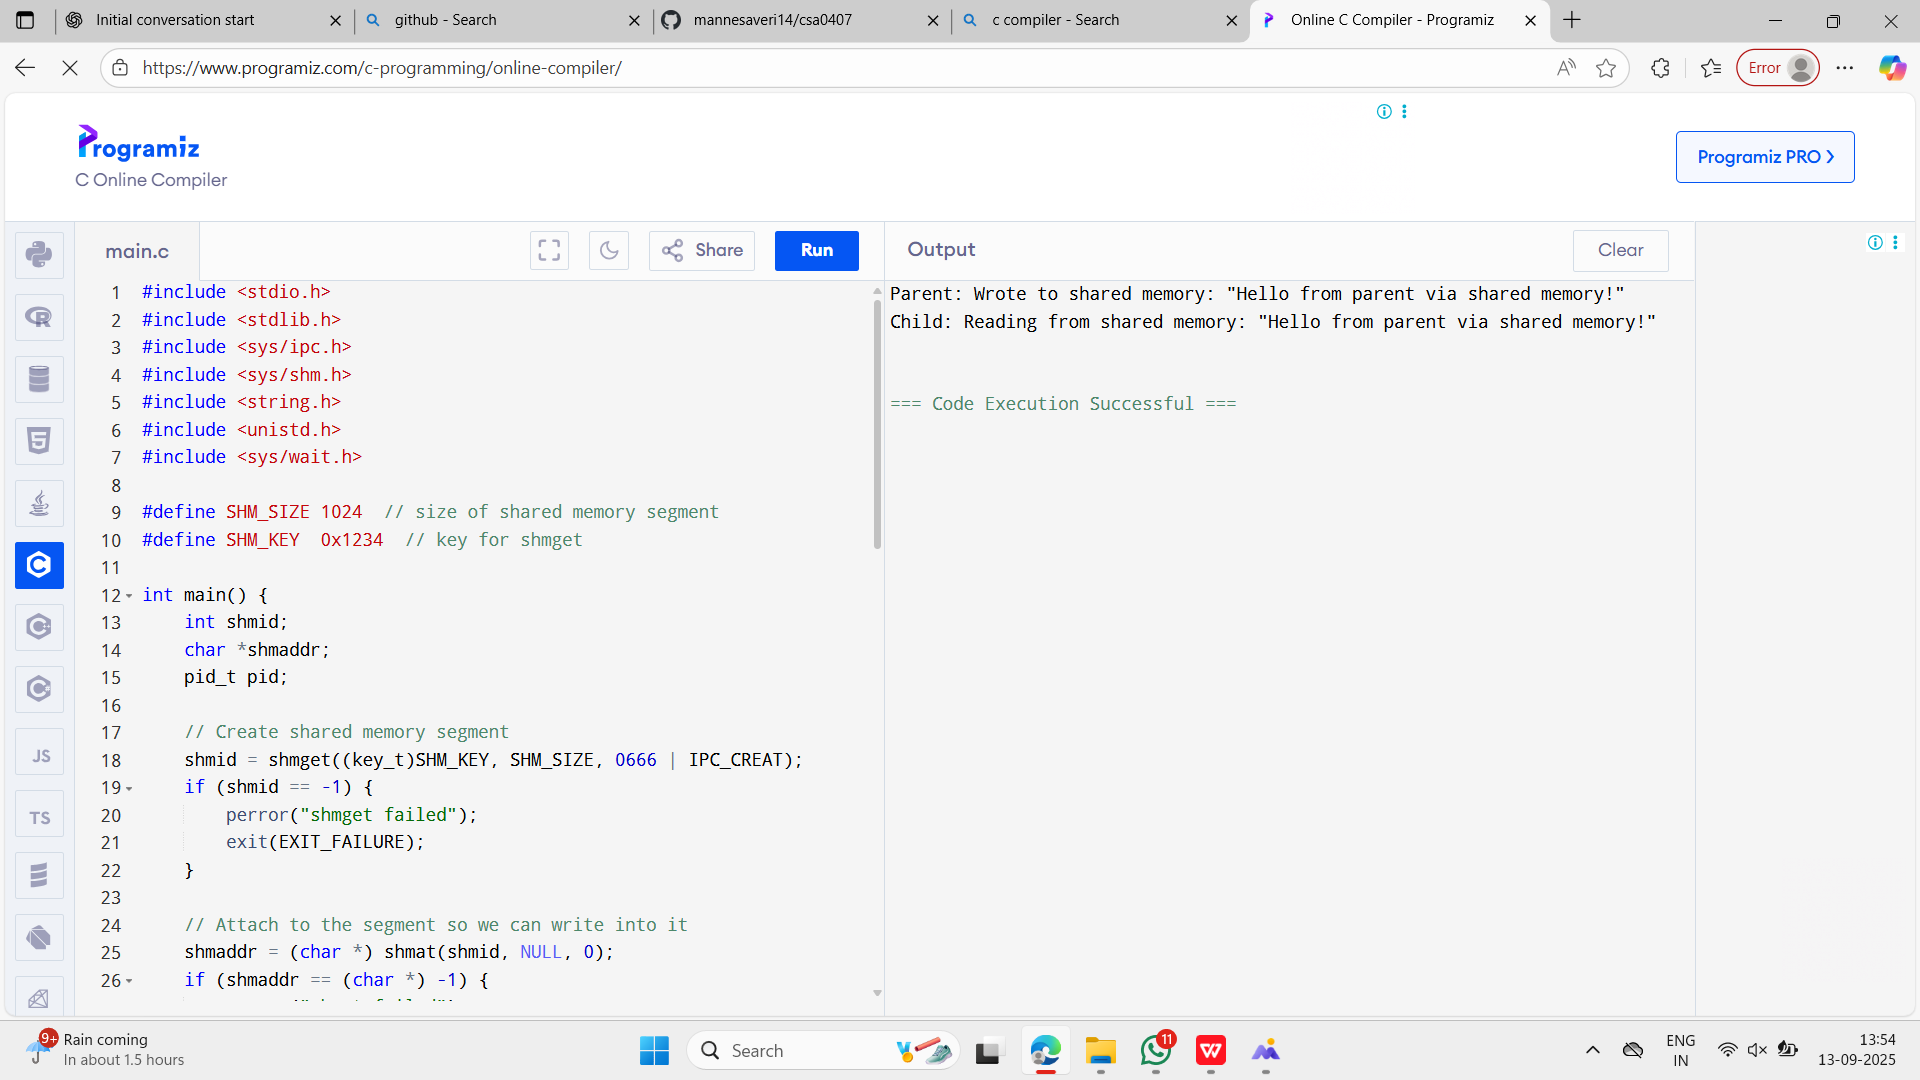 Initial conversation start
github - Search
mannesaveri14/csa0407
c compiler - Search
Online C Compiler - Programiz
https://www.programiz.com/c-programming/online-compiler/
Error
Programiz
C Online Compiler
Programiz PRO
main.c
Share
Run
Output
Clear
1 #include <stdio.h>
2 #include <stdlib.h>
3 #include <sys/ipc.h>
4 #include <sys/shm.h>
5 #include <string.h>
6 #include <unistd.h>
7 #include <sys/wait.h>
8
9 #define SHM_SIZE 1024  // size of shared memory segment
10 #define SHM_KEY  0x1234  // key for shmget
11
12 int main() {
13     int shmid;
14     char *shmaddr;
15     pid_t pid;
16
17     // Create shared memory segment
18     shmid = shmget((key_t)SHM_KEY, SHM_SIZE, 0666 | IPC_CREAT);
19     if (shmid == -1) {
20         perror("shmget failed");
21         exit(EXIT_FAILURE);
22     }
23
24     // Attach to the segment so we can write into it
25     shmaddr = (char *) shmat(shmid, NULL, 0);
26     if (shmaddr == (char *) -1) {
Parent: Wrote to shared memory: "Hello from parent via shared memory!"
Child: Reading from shared memory: "Hello from parent via shared memory!"
=== Code Execution Successful ===
JS
TS
9+
Rain coming
In about 1.5 hours
Search
11
ENG
IN
13:54
13-09-2025